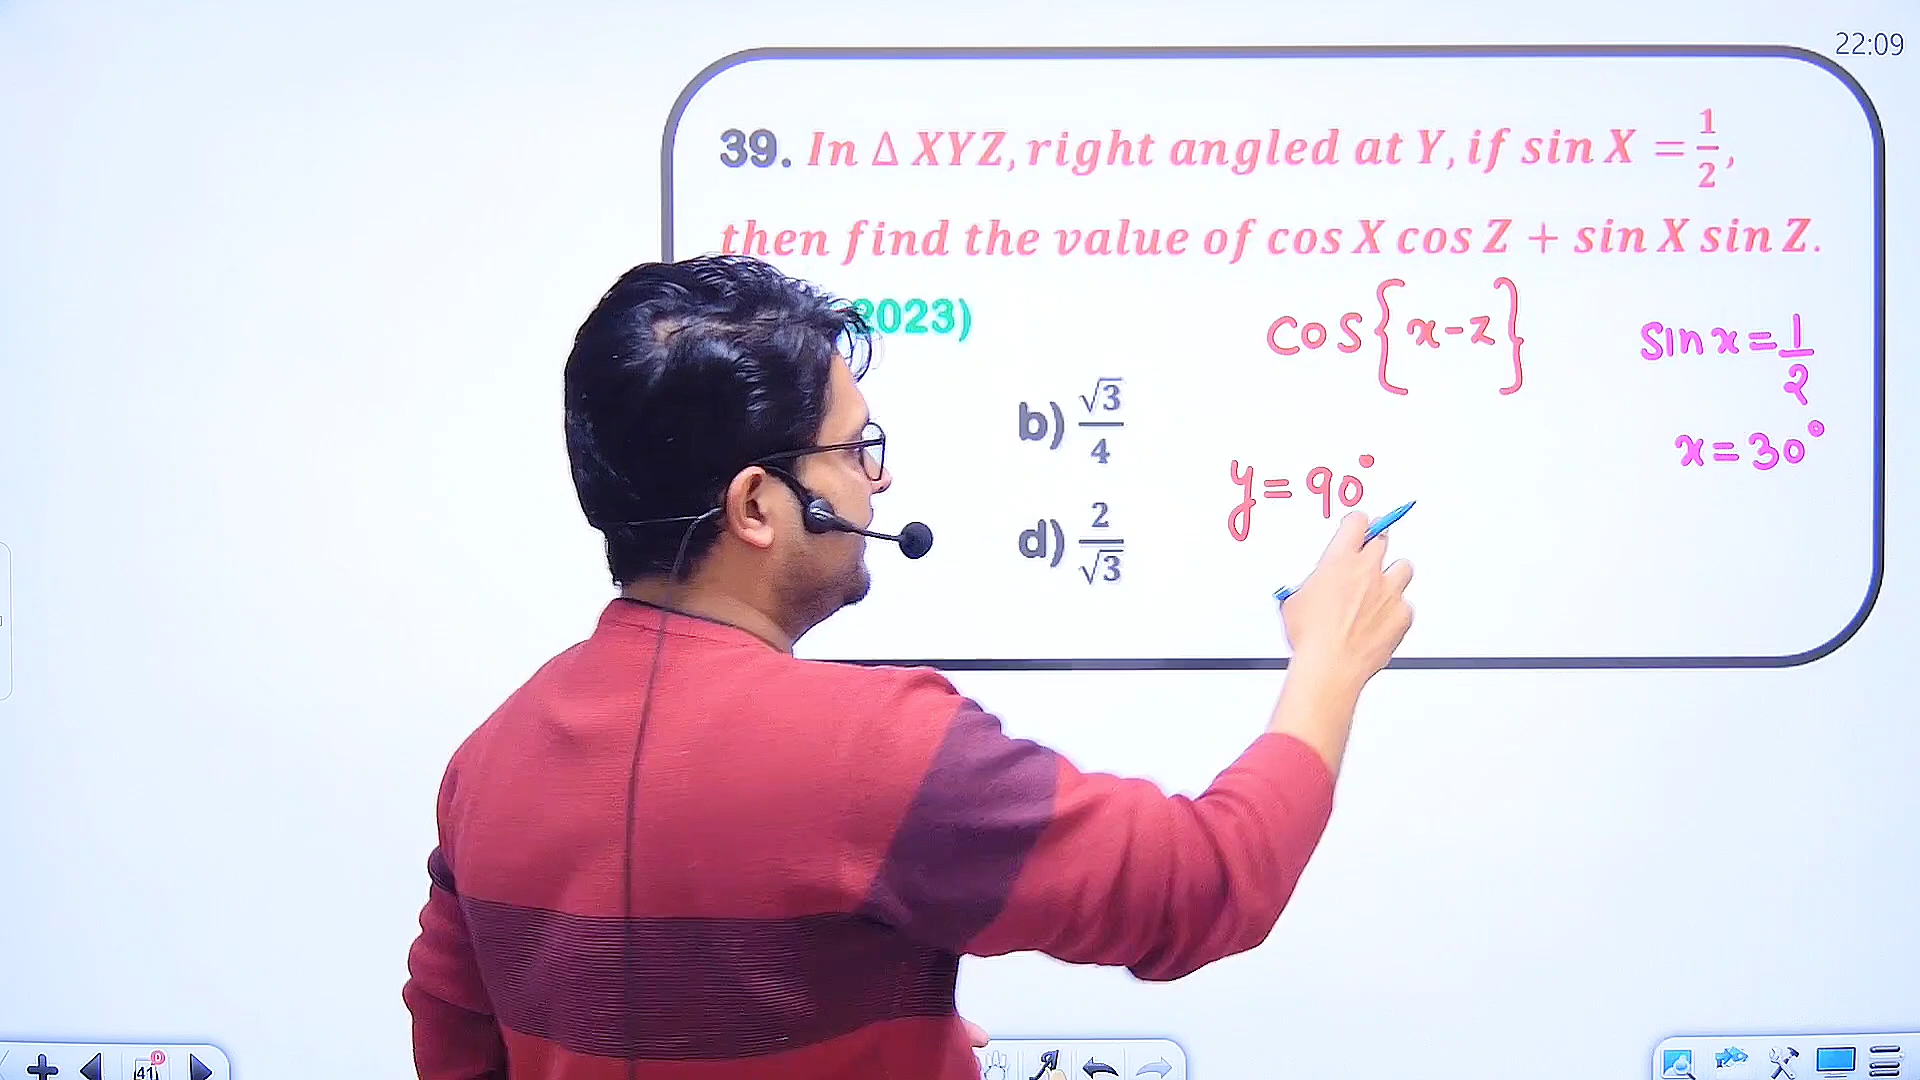 22:09
39. In Δ XYZ, right angled at Y, if sin X = 1/2,
then find the value of cos X cos Z + sin X sin Z.
2023)
cos{x-z}
sin x = 1/2
x = 30°
b) √3/4
y = 90°
d) 2/√3
41
0